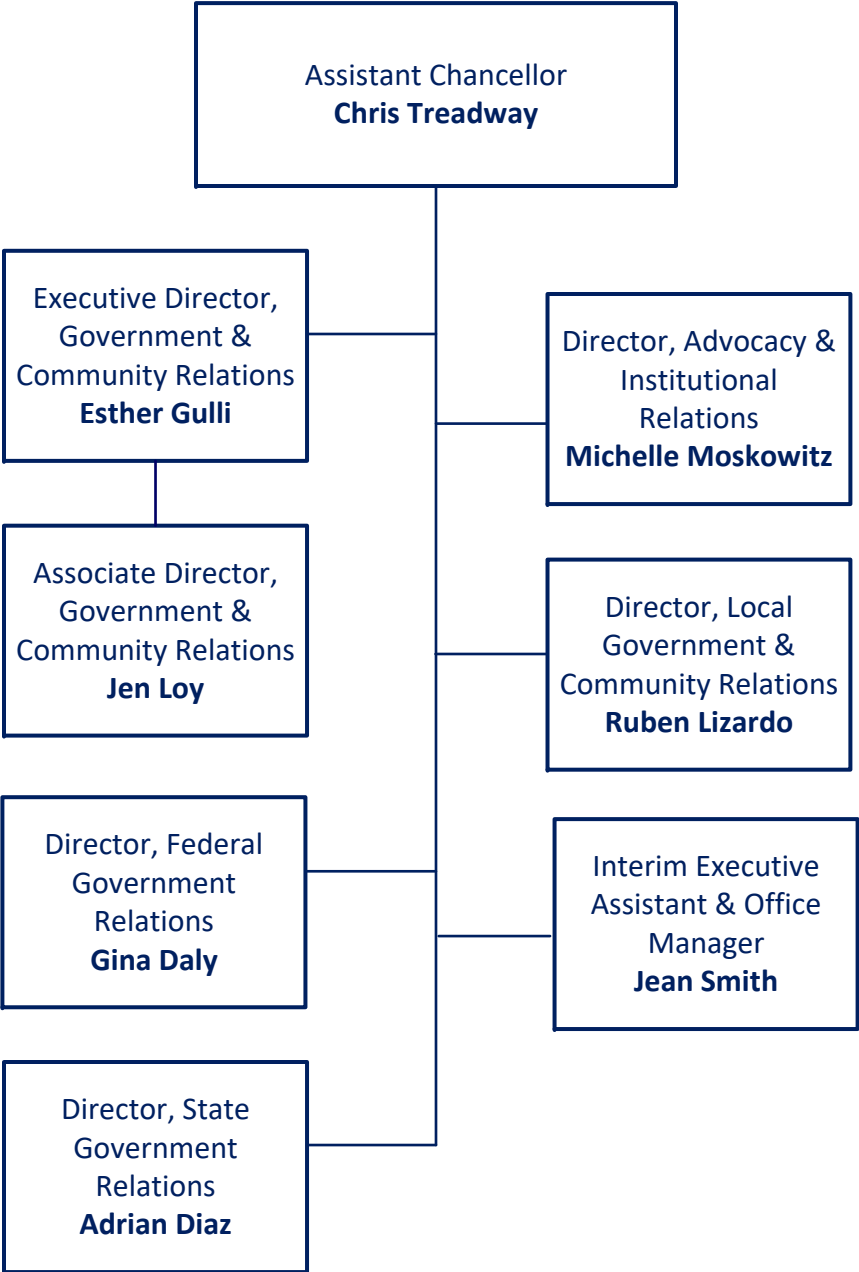 Assistant Chancellor
Chris Treadway
Executive Director,
Government &
Community Relations
Esther Gulli
Director, Advocacy &
Institutional
Relations
Michelle Moskowitz
Associate Director,
Government &
Community Relations
Jen Loy
Director, Local
Government &
Community Relations
Ruben Lizardo
Director, Federal
Government
Relations
Gina Daly
Interim Executive
Assistant & Office
Manager
Jean Smith
Director, State
Government
Relations
Adrian Diaz